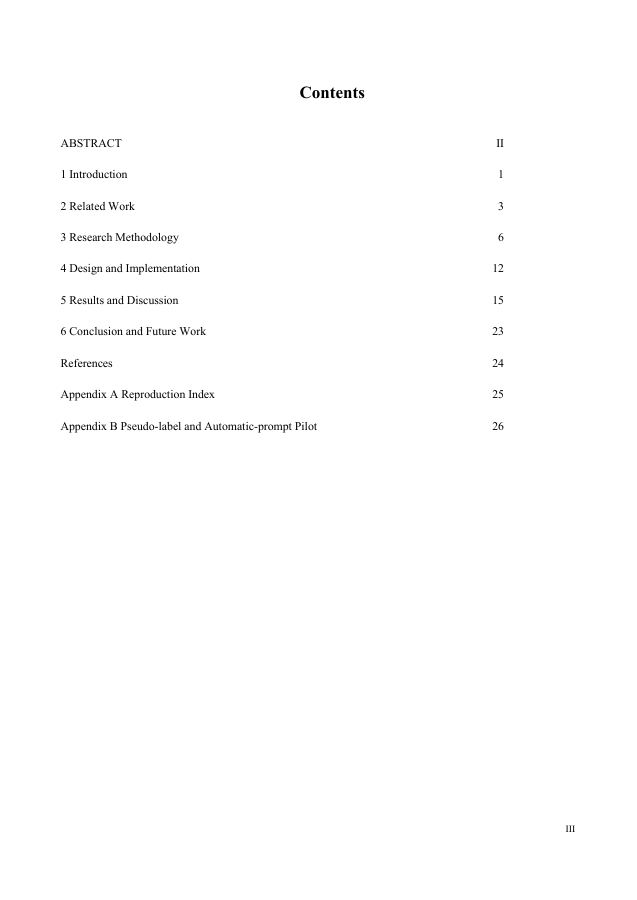 Contents
ABSTRACT II
1 Introduction 1
2 Related Work 3
3 Research Methodology 6
4 Design and Implementation 12
5 Results and Discussion 15
6 Conclusion and Future Work 23
References 24
Appendix A Reproduction Index 25
Appendix B Pseudo-label and Automatic-prompt Pilot 26
III